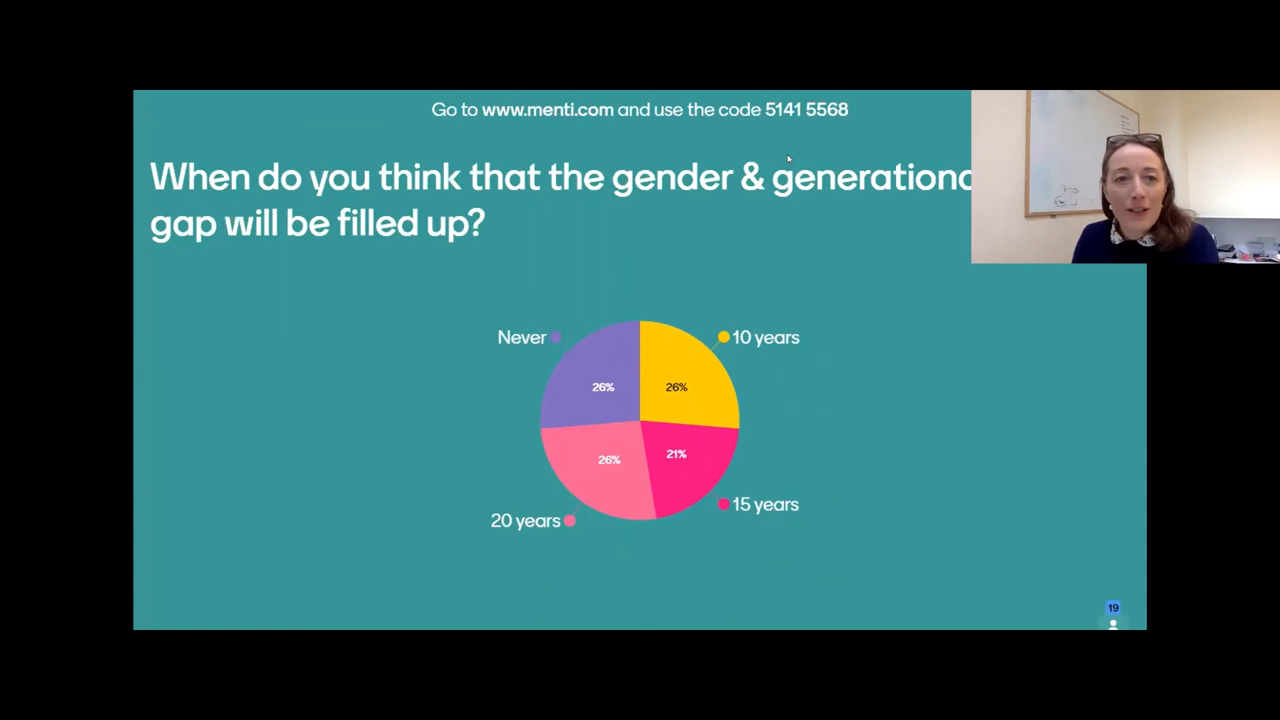 Go to www.menti.com and use the code 5141 5568
When do you think that the gender &
gap will be filled up?
Never
10 years
26%
26%
26%
21%
20 years
15 years
19